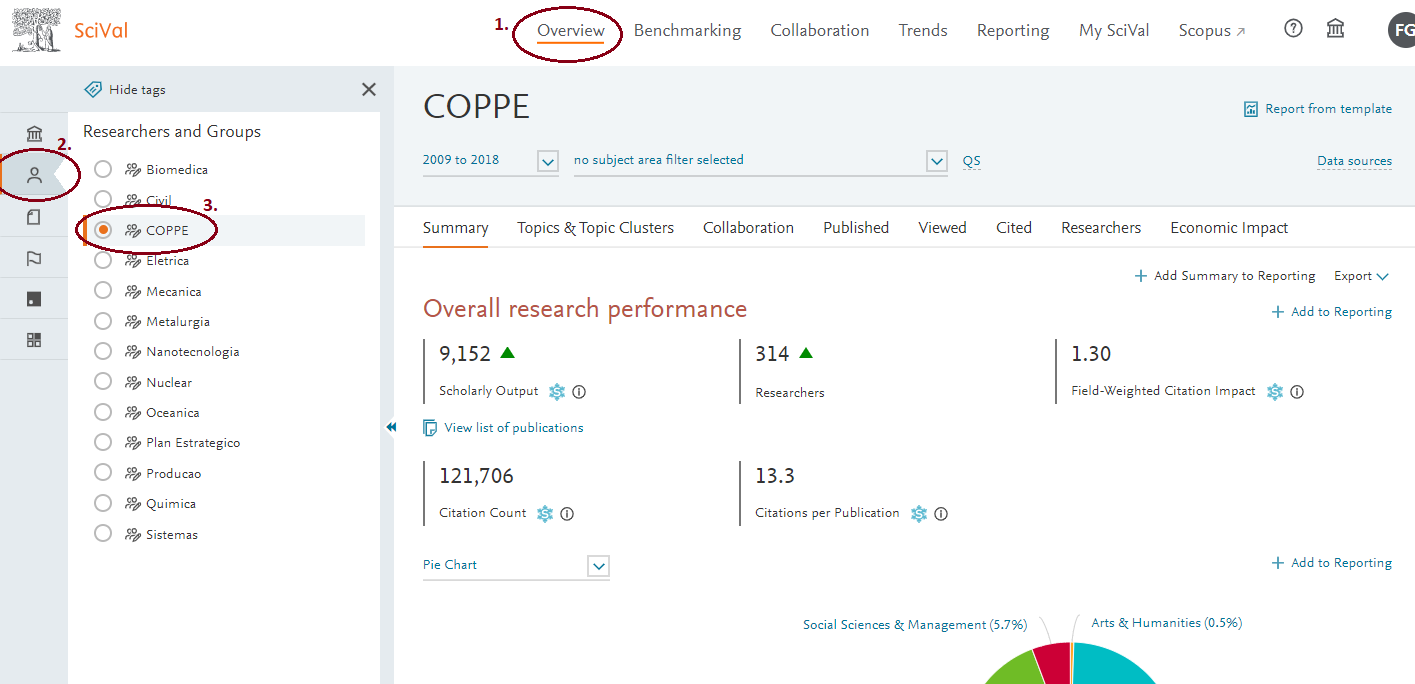 SciVal
1.
Overview
Benchmarking
Collaboration
Trends
Reporting
My SciVal
Scopus ↗
?
FG
Hide tags
Researchers and Groups
2.
Biomedica
Civil
3.
COPPE
Eletrica
Mecanica
Metalurgia
Nanotecnologia
Nuclear
Oceanica
Plan Estrategico
Producao
Quimica
Sistemas
COPPE
Report from template
2009 to 2018
no subject area filter selected
QS
Data sources
Summary
Topics & Topic Clusters
Collaboration
Published
Viewed
Cited
Researchers
Economic Impact
+ Add Summary to Reporting
Export
Overall research performance
+ Add to Reporting
9,152
Scholarly Output
314
Researchers
1.30
Field-Weighted Citation Impact
View list of publications
121,706
Citation Count
13.3
Citations per Publication
Pie Chart
+ Add to Reporting
Social Sciences & Management (5.7%)
Arts & Humanities (0.5%)